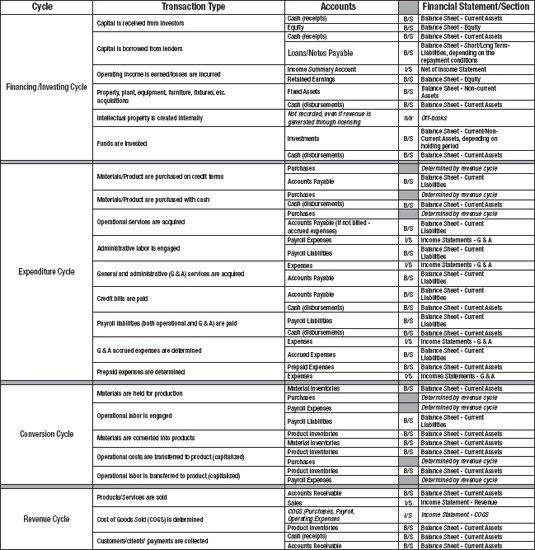 Cycle Transaction Type Accounts Financial Statement/Section
Financing/Investing Cycle
Capital is received from investors
Cash (receipts) B/S Balance Sheet - Current Assets
Equity B/S Balance Sheet - Equity
Capital is borrowed from lenders
Cash (receipts) B/S Balance Sheet - Current Assets
Loans/Notes Payable B/S Balance Sheet - Short/Long Term-
Liabilities, depending on the
repayment conditions
Operating income is earned/losses are incurred
Income Summary Account I/S Net of Income Statement
Retained Earnings B/S Balance Sheet - Equity
Property, plant, equipment, furniture, fixtures, etc.
acquisitions
Fixed Assets B/S Balance Sheet - Non-current
Assets
Cash (disbursements) B/S Balance Sheet - Current Assets
Intellectual property is created internally
Not recorded, even if revenue is
generated through licensing
n/a Off-books
Funds are invested
Investments B/S Balance Sheet - Current/Non-
Current Assets, depending on
holding period
Cash (disbursements) B/S Balance Sheet - Current Assets
Expenditure Cycle
Materials/Product are purchased on credit terms
Purchases Determined by revenue cycle
Accounts Payable B/S Balance Sheet - Current
Liabilities
Materials/Product are purchased with cash
Purchases Determined by revenue cycle
Cash (disbursements) B/S Balance Sheet - Current Assets
Operational services are acquired
Purchases Determined by revenue cycle
Accounts Payable (if not billed -
accrued expenses)
B/S Balance Sheet - Current
Liabilities
Administrative labor is engaged
Payroll Expenses I/S Income Statements - G & A
Payroll Liabilities B/S Balance Sheet - Current
Liabilities
General and administrative (G & A) services are acquired
Expenses I/S Income Statements - G & A
Accounts Payable B/S Balance Sheet - Current
Liabilities
Credit bills are paid
Accounts Payable B/S Balance Sheet - Current
Liabilities
Cash (disbursements) B/S Balance Sheet - Current Assets
Payroll liabilities (both operational and G & A) are paid
Payroll Liabilities B/S Balance Sheet - Current
Liabilities
Cash (disbursements) B/S Balance Sheet - Current Assets
G & A accrued expenses are determined
Expenses I/S Income Statements - G & A
Accrued Expenses B/S Balance Sheet - Current
Liabilities
Prepaid expenses are determined
Prepaid Expenses B/S Balance Sheet - Current Assets
Expenses I/S Incomes Statements - G & A
Conversion Cycle
Materials are held for production
Material Inventories B/S Balance Sheet - Current Assets
Purchases Determined by revenue cycle
Operational labor is engaged
Payroll Expenses Determined by revenue cycle
Payroll Liabilities B/S Balance Sheet - Current
Liabilities
Materials are converted into products
Product Inventories B/S Balance Sheet - Current Assets
Material Inventories B/S Balance Sheet - Current Assets
Operational costs are transferred to product (capitalized)
Product Inventories B/S Balance Sheet - Current Assets
Purchases Determined by revenue cycle
Operational labor is transferred to product (capitalized)
Product Inventories B/S Balance Sheet - Current Assets
Payroll Expenses Determined by revenue cycle
Revenue Cycle
Products/Services are sold
Accounts Receivable B/S Balance Sheet - Current Assets
Sales I/S Income Statement - Revenue
Cost of Goods Sold (COGS) is determined
COGS (Purchases, Payroll,
Operating Expenses
I/S Income Statement - COGS
Product Inventories B/S Balance Sheet - Current Assets
Customers/clients' payments are collected
Cash (receipts) B/S Balance Sheet - Current Assets
Accounts Receivable B/S Balance Sheet - Current Assets